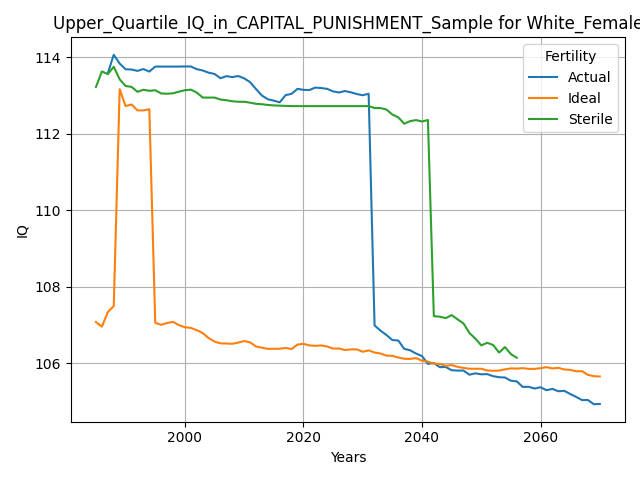 Upper_Quartile_IQ_in_CAPITAL_PUNISHMENT_Sample for White_Female
Fertility
Actual
Ideal
Sterile
114
112
110
108
106
IQ
2000
2020
2040
2060
Years